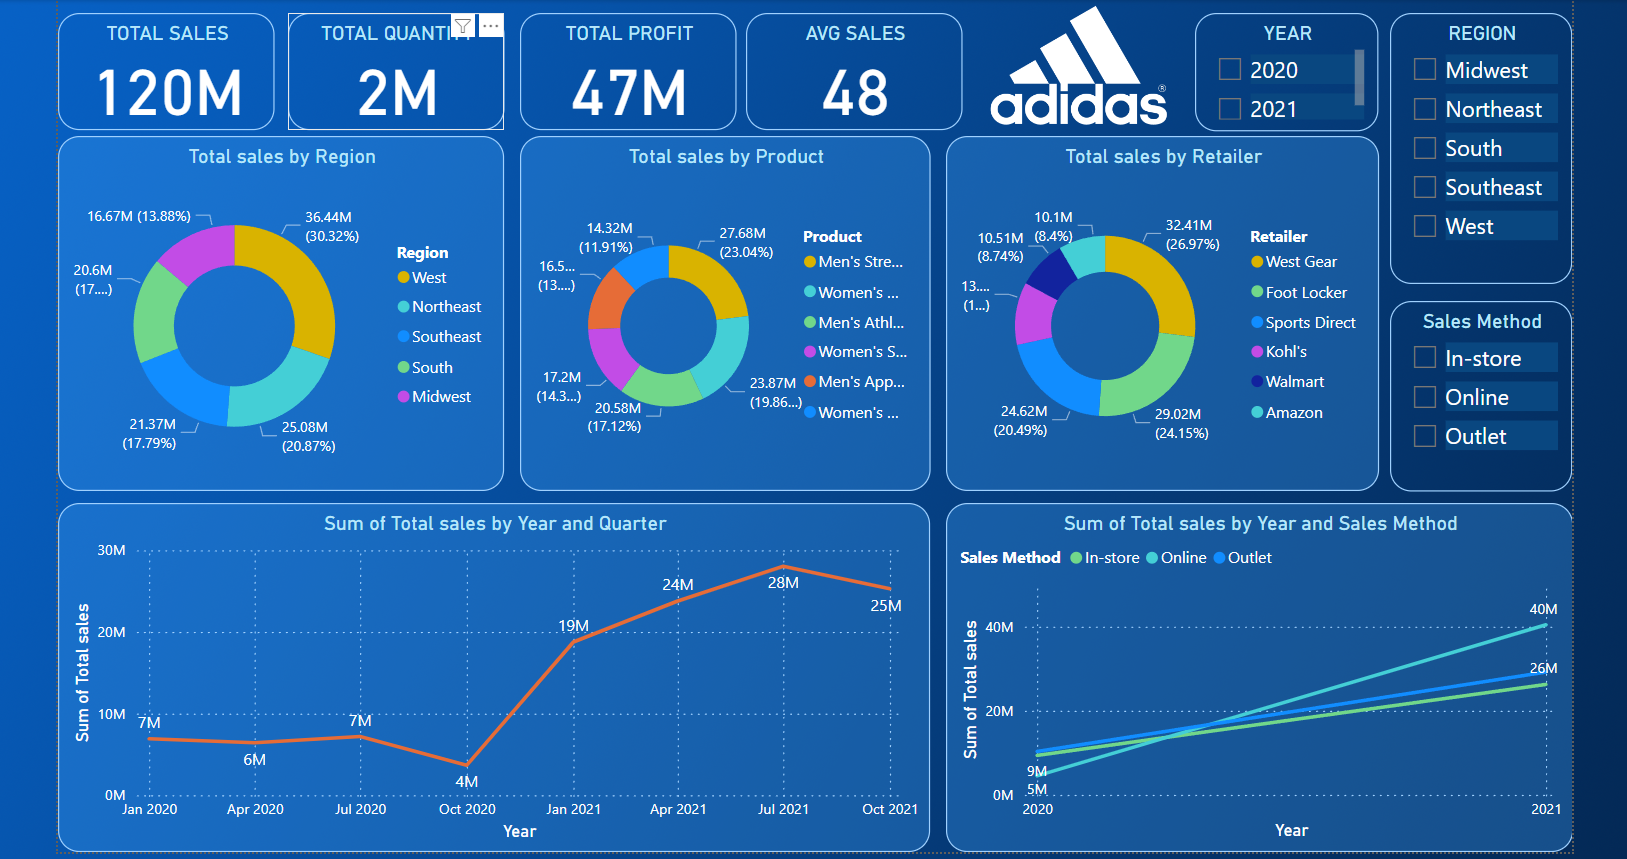 TOTAL SALES
120M
TOTAL QUANTITY
2M
TOTAL PROFIT
47M
AVG SALES
48
adidas®
YEAR
2020
2021
REGION
Midwest
Northeast
South
Southeast
West
Total sales by Region
36.44M
(30.32%)
25.08M
(20.87%)
21.37M
(17.79%)
20.6M
(17....)
16.67M (13.88%)
Region
West
Northeast
Southeast
South
Midwest
Total sales by Product
27.68M
(23.04%)
23.87M
(19.86...)
20.58M
(17.12%)
17.2M
(14.3...)
16.5...
(13....)
14.32M
(11.91%)
Product
Men's Stre...
Women's ...
Men's Athl...
Women's S...
Men's App...
Women's ...
Total sales by Retailer
32.41M
(26.97%)
29.02M
(24.15%)
24.62M
(20.49%)
13....
(1...)
10.51M
(8.74%)
10.1M
(8.4%)
Retailer
West Gear
Foot Locker
Sports Direct
Kohl's
Walmart
Amazon
Sales Method
In-store
Online
Outlet
Sum of Total sales by Year and Quarter
Sum of Total sales
30M
20M
10M
0M
7M
6M
7M
4M
19M
24M
28M
25M
Jan 2020
Apr 2020
Jul 2020
Oct 2020
Jan 2021
Apr 2021
Jul 2021
Oct 2021
Year
Sum of Total sales by Year and Sales Method
Sales Method In-store Online Outlet
Sum of Total sales
40M
20M
0M
40M
26M
9M
5M
2020
2021
Year